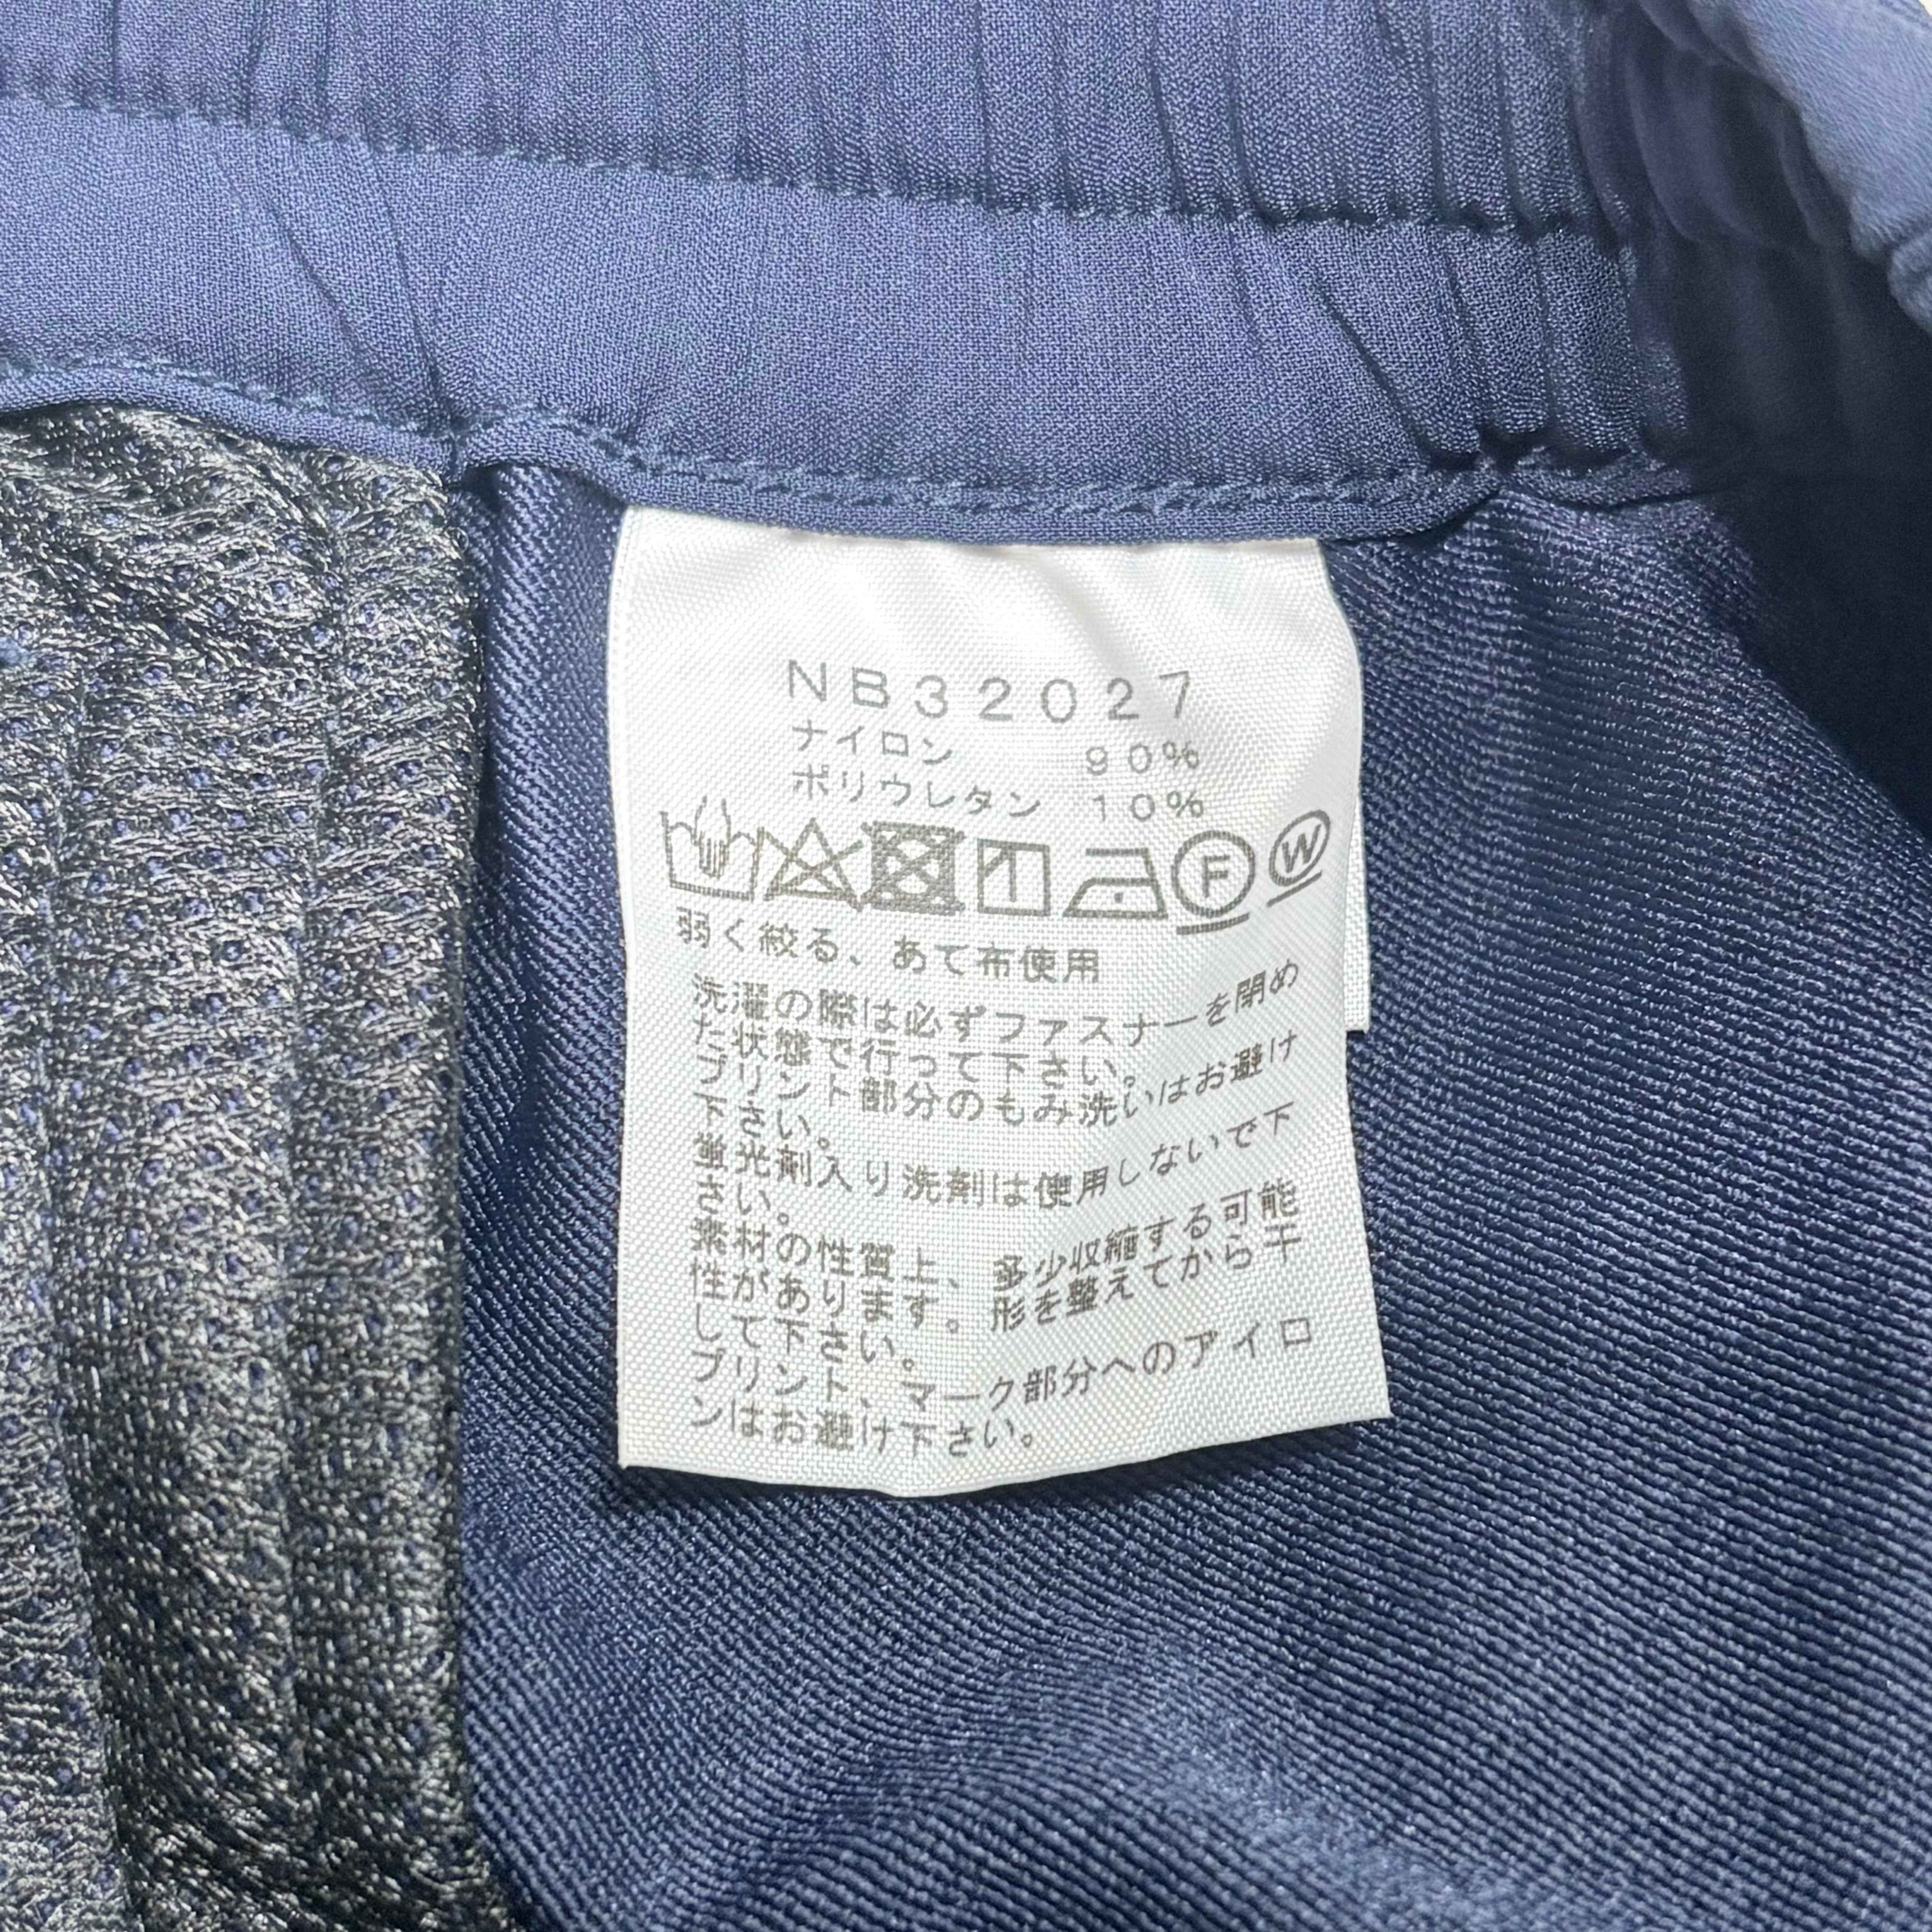 NB32027
ナイロン 90%
ポリウレタン 10%
F W
弱く絞る、あて布使用
洗濯の際は必ずファスナーを閉め
た状態で行って下さい。
プリント部分のもみ洗いはお避け
下さい。
蛍光剤入り洗剤は使用しないで下
さい。
素材の性質上、多少収縮する可能
性があります。形を整えてから干
して下さい。
プリント、マーク部分へのアイロ
ンはお避け下さい。